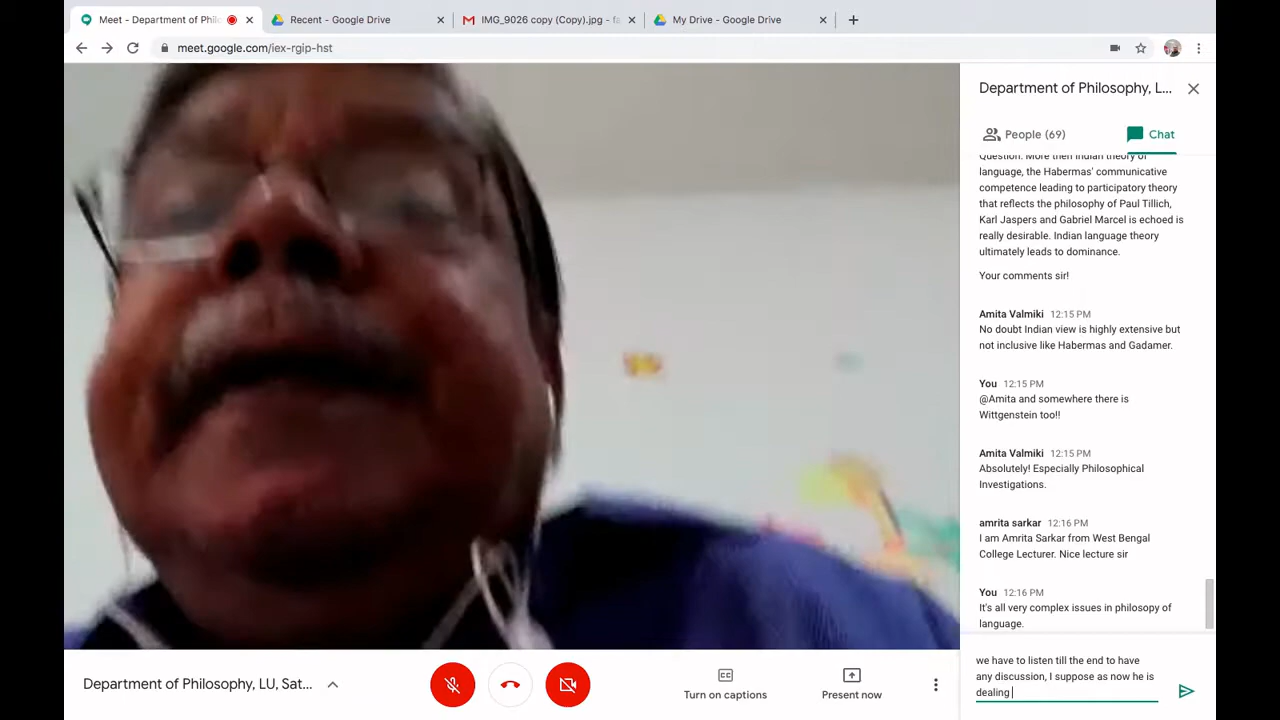 Meet - Department of Philo
Recent - Google Drive
IMG_9026 copy (Copy).jpg - fa
My Drive - Google Drive
meet.google.com/iex-rgip-hst
Department of Philosophy, L...
People (69)
Chat
Question: More then Indian theory of
language, the Habermas' communicative
competence leading to participatory theory
that reflects the philosophy of Paul Tillich,
Karl Jaspers and Gabriel Marcel is echoed is
really desirable. Indian language theory
ultimately leads to dominance.
Your comments sir!
Amita Valmiki 12:15 PM
No doubt Indian view is highly extensive but
not inclusive like Habermas and Gadamer.
You 12:15 PM
@Amita and somewhere there is
Wittgenstein too!!
Amita Valmiki 12:15 PM
Absolutely! Especially Philosophical
Investigations.
amrita sarkar 12:16 PM
I am Amrita Sarkar from West Bengal
College Lecturer. Nice lecture sir
You 12:16 PM
It's all very complex issues in philosopy of
language.
we have to listen till the end to have
any discussion, I suppose as now he is
dealing
Department of Philosophy, LU, Sat...
Turn on captions
Present now